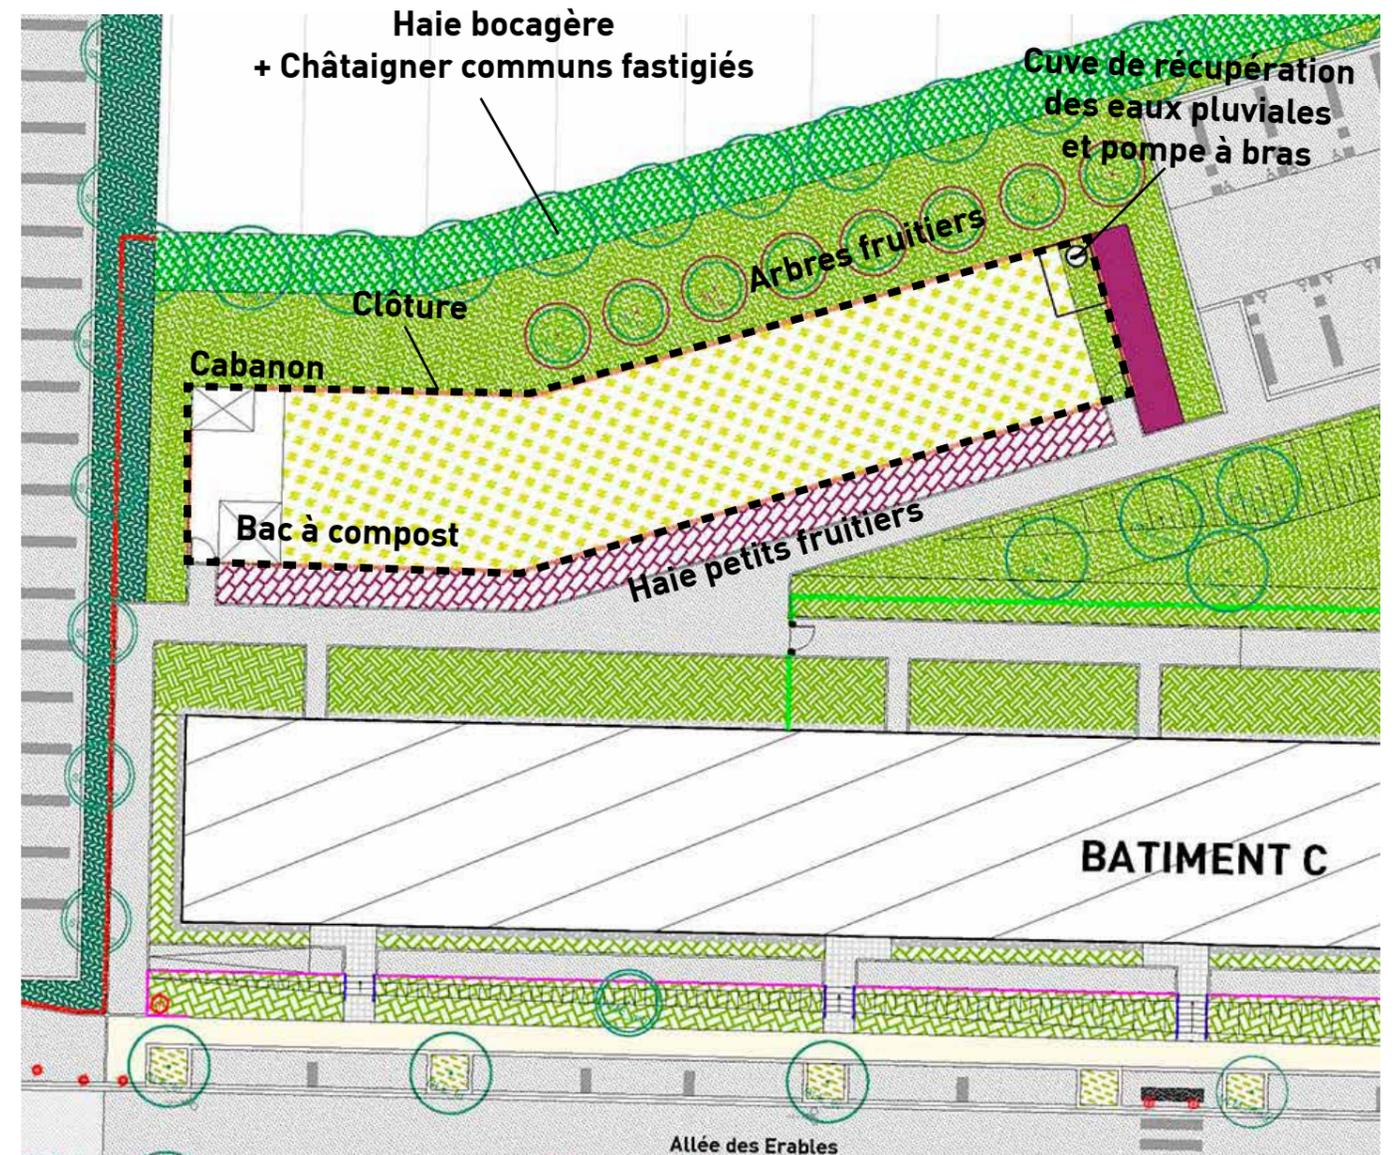 Haie bocagère
+ Châtaigner communs fastigiés
Cuve de récupération
des eaux pluviales
et pompe à bras
Arbres fruitiers
Clôture
Cabanon
Bac à compost
Haie petits fruitiers
BATIMENT C
Allée des Erables